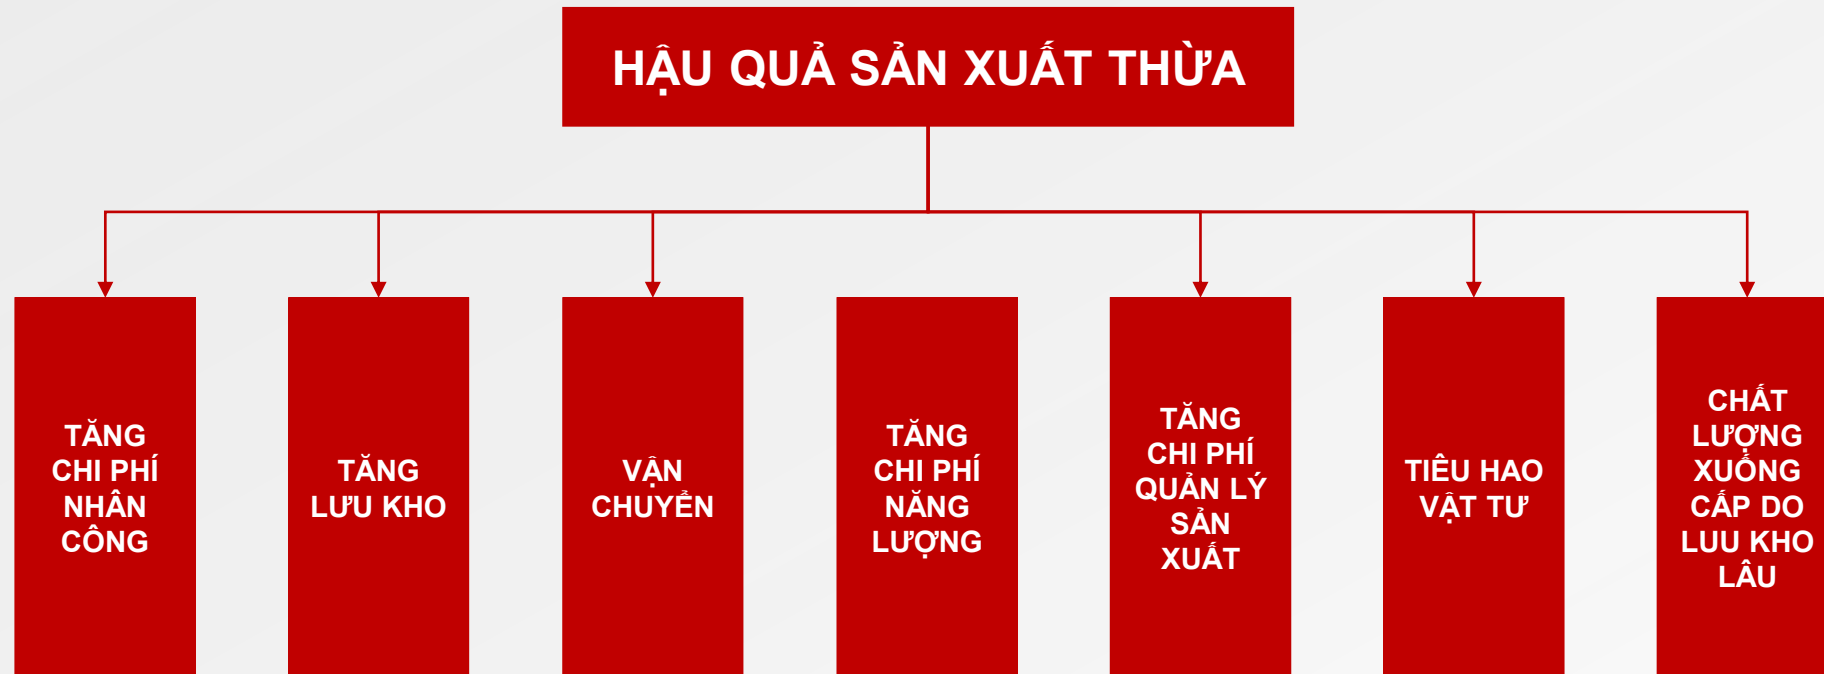 HẬU QUẢ SẢN XUẤT THỪA
TĂNG
CHI PHÍ
NHÂN
CÔNG
TĂNG
LƯU KHO
VẬN
CHUYỂN
TĂNG
CHI PHÍ
NĂNG
LƯỢNG
TĂNG
CHI PHÍ
QUẢN LÝ
SẢN
XUẤT
TIÊU HAO
VẬT TƯ
CHẤT
LƯỢNG
XUỐNG
CẤP DO
LUU KHO
LÂU